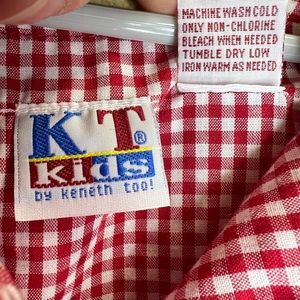 MACHINE WASH COLD
ONLY NON-CHLORINE
BLEACH WHEN NEEDED
TUMBLE DRY LOW
IRON WARM AS NEEDED
KT®
kids
by keneth too!